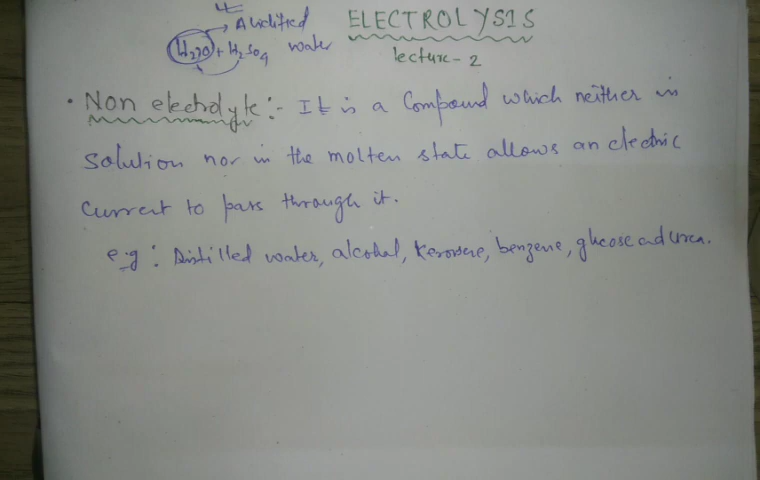 Acidified
ELECTROLYSIS
H2O + H2SO4 water
lecture - 2
• Non electrolyte :- It is a Compound which neither in
solution nor in the molten state allows an electric
current to pass through it.
e.g : Distilled water, alcohal, Kerosene, benzene, glucose and Urea.